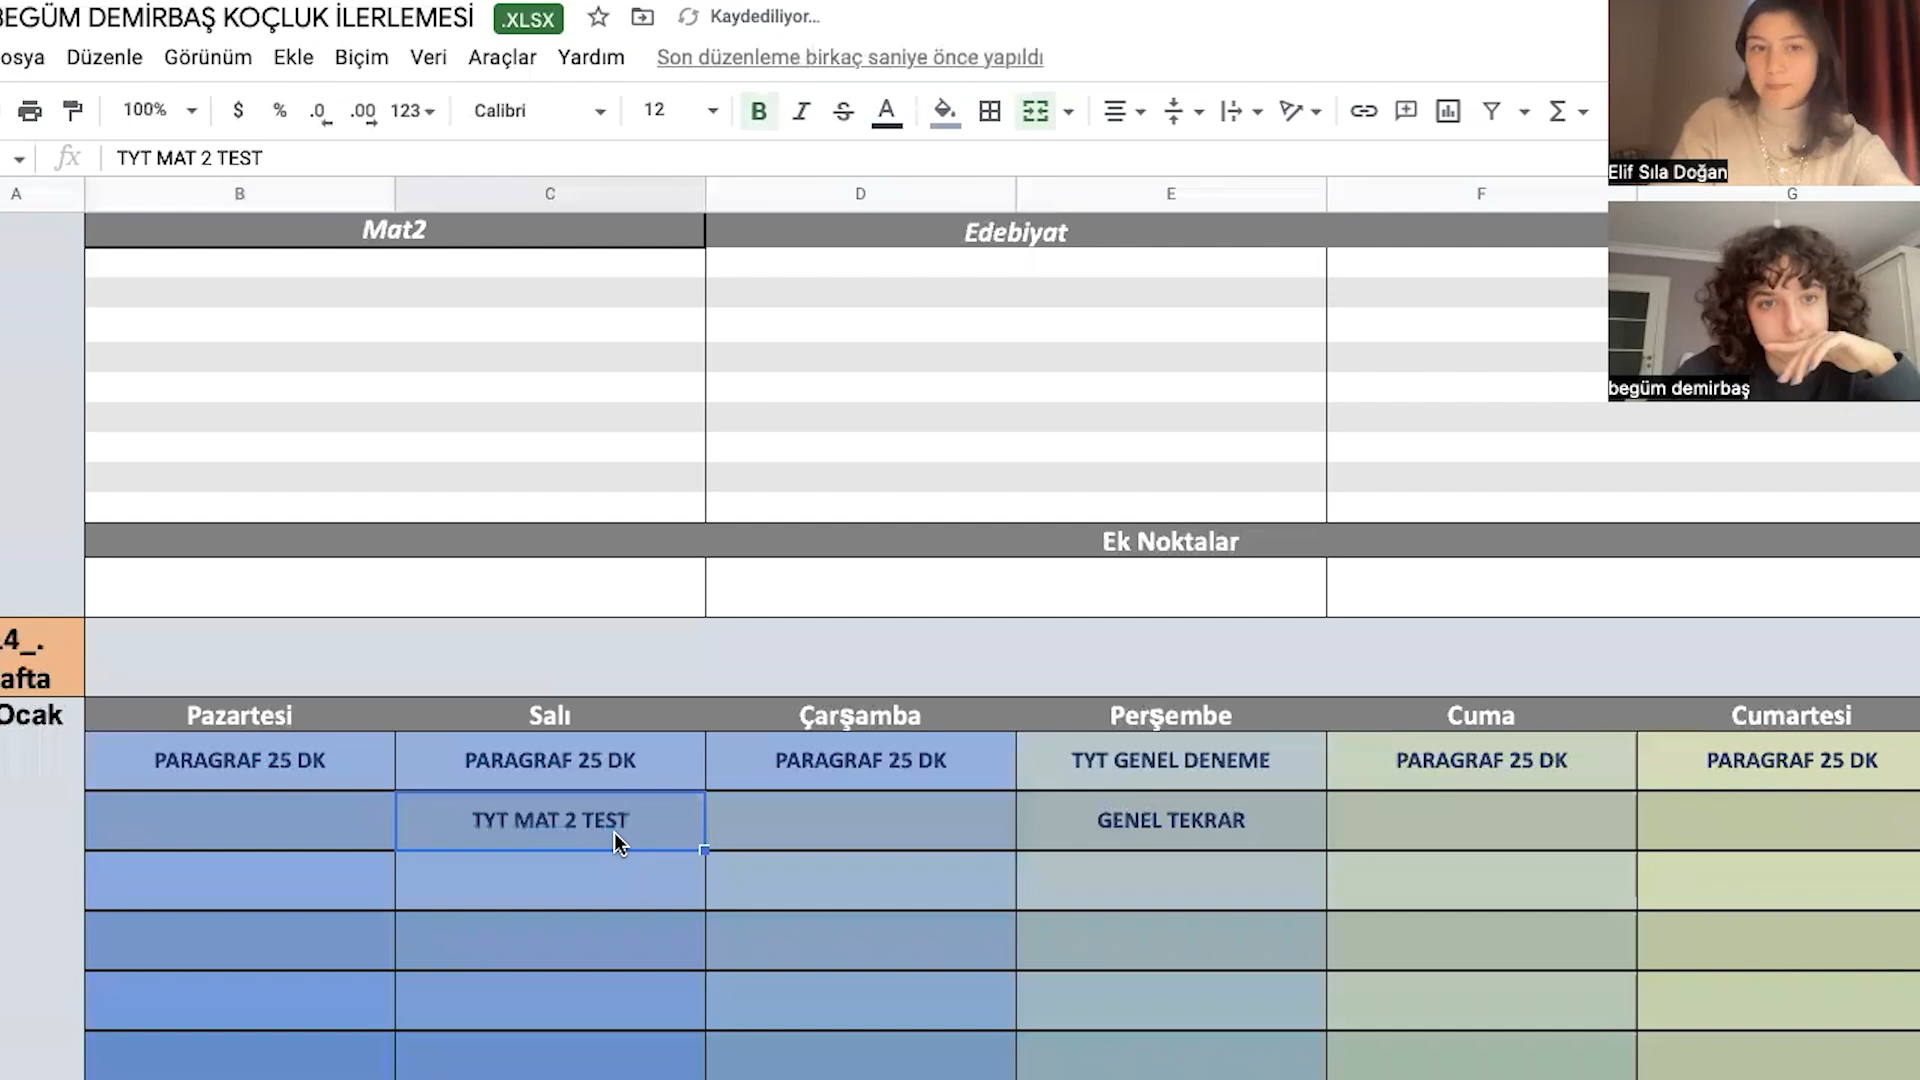 BEGÜM DEMİRBAŞ KOÇLUK İLERLEMESİ .XLSX Kaydediliyor...
osya Düzenle Görünüm Ekle Biçim Veri Araçlar Yardım Son düzenleme birkaç saniye önce yapıldı
100% $ % .0 .00 123 Calibri 12 B I S A
fx TYT MAT 2 TEST
Elif Sıla Doğan
A B C D E F G
Mat2 Edebiyat
begüm demirbaş
Ek Noktalar
14_.
afta
Ocak Pazartesi Salı Çarşamba Perşembe Cuma Cumartesi
PARAGRAF 25 DK PARAGRAF 25 DK PARAGRAF 25 DK TYT GENEL DENEME PARAGRAF 25 DK PARAGRAF 25 DK
TYT MAT 2 TEST GENEL TEKRAR